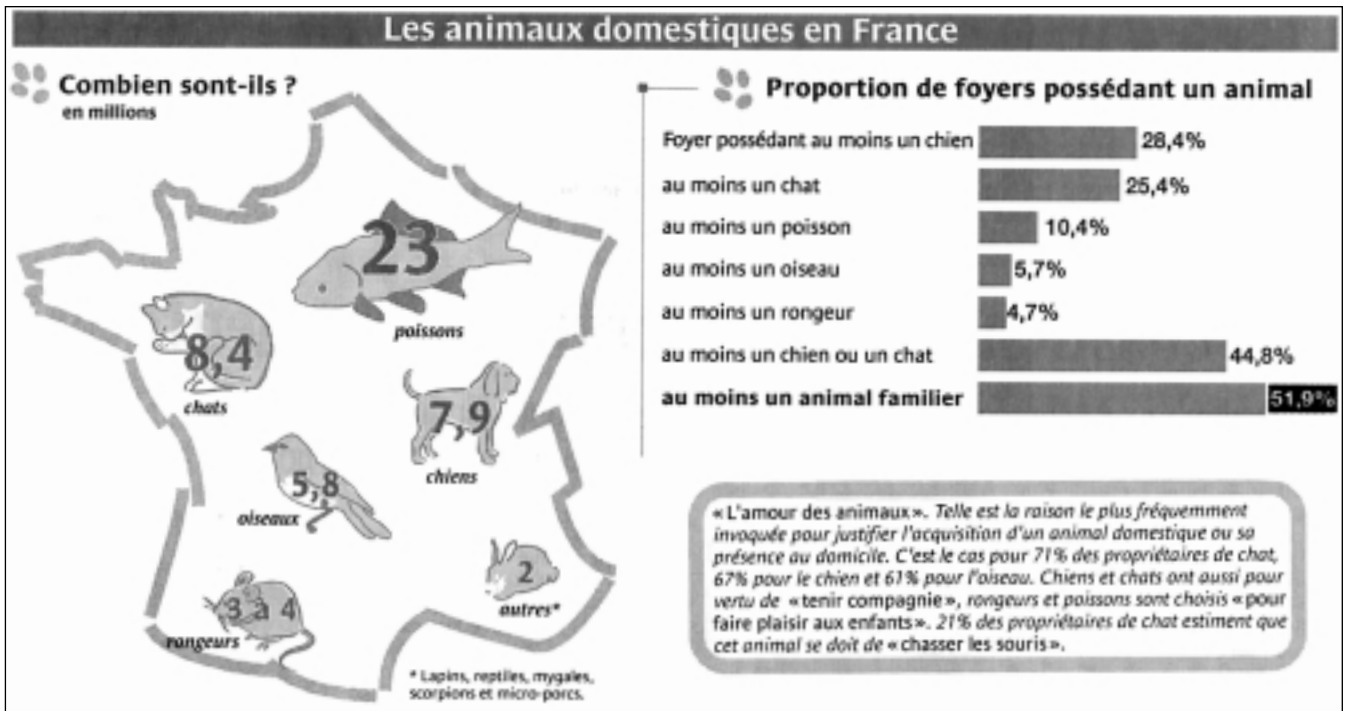 Les animaux domestiques en France
Combien sont-ils ?
en millions
23
poissons
8,4
chats
7,9
chiens
5,8
oiseaux
2
autres*
3 à 4
rongeurs
* Lapins, reptiles, mygales,
scorpions et micro-porcs.
Proportion de foyers possédant un animal
Foyer possédant au moins un chien 28,4%
au moins un chat 25,4%
au moins un poisson 10,4%
au moins un oiseau 5,7%
au moins un rongeur 4,7%
au moins un chien ou un chat 44,8%
au moins un animal familier 51,9%
« L'amour des animaux ». Telle est la raison le plus fréquemment
invoquée pour justifier l'acquisition d'un animal domestique ou sa
présence au domicile. C'est le cas pour 71% des propriétaires de chat,
67% pour le chien et 61% pour l'oiseau. Chiens et chats ont aussi pour
vertu de « tenir compagnie », rongeurs et poissons sont choisis « pour
faire plaisir aux enfants ». 21% des propriétaires de chat estiment que
cet animal se doit de « chasser les souris ».